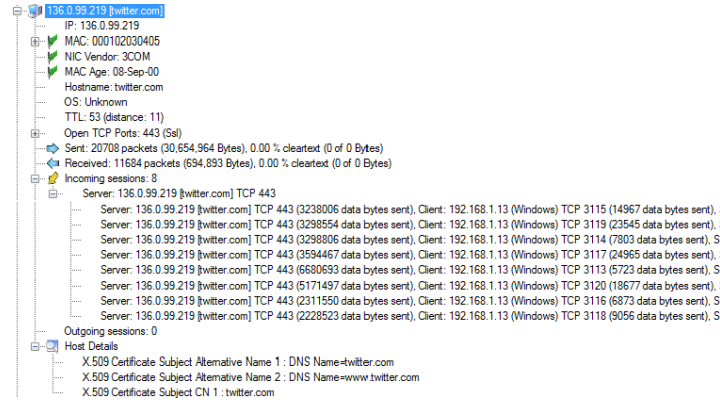 136.0.99.219 [twitter.com]
IP: 136.0.99.219
MAC: 000102030405
NIC Vendor: 3COM
MAC Age: 08-Sep-00
Hostname: twitter.com
OS: Unknown
TTL: 53 (distance: 11)
Open TCP Ports: 443 (Ssl)
Sent: 20708 packets (30,654,964 Bytes), 0.00 % cleartext (0 of 0 Bytes)
Received: 11684 packets (694,893 Bytes), 0.00 % cleartext (0 of 0 Bytes)
Incoming sessions: 8
Server: 136.0.99.219 [twitter.com] TCP 443
Server: 136.0.99.219 [twitter.com] TCP 443 (3238006 data bytes sent), Client: 192.168.1.13 (Windows) TCP 3115 (14967 data bytes sent),
Server: 136.0.99.219 [twitter.com] TCP 443 (3298554 data bytes sent), Client: 192.168.1.13 (Windows) TCP 3119 (23545 data bytes sent),
Server: 136.0.99.219 [twitter.com] TCP 443 (3298806 data bytes sent), Client: 192.168.1.13 (Windows) TCP 3114 (7803 data bytes sent), S
Server: 136.0.99.219 [twitter.com] TCP 443 (3594467 data bytes sent), Client: 192.168.1.13 (Windows) TCP 3117 (24965 data bytes sent),
Server: 136.0.99.219 [twitter.com] TCP 443 (6680693 data bytes sent), Client: 192.168.1.13 (Windows) TCP 3113 (5723 data bytes sent), S
Server: 136.0.99.219 [twitter.com] TCP 443 (5171497 data bytes sent), Client: 192.168.1.13 (Windows) TCP 3120 (18677 data bytes sent),
Server: 136.0.99.219 [twitter.com] TCP 443 (2311550 data bytes sent), Client: 192.168.1.13 (Windows) TCP 3116 (6873 data bytes sent), S
Server: 136.0.99.219 [twitter.com] TCP 443 (2228523 data bytes sent), Client: 192.168.1.13 (Windows) TCP 3118 (9056 data bytes sent), S
Outgoing sessions: 0
Host Details
X.509 Certificate Subject Alternative Name 1 : DNS Name=twitter.com
X.509 Certificate Subject Alternative Name 2 : DNS Name=www.twitter.com
X.509 Certificate Subject CN 1 : twitter.com